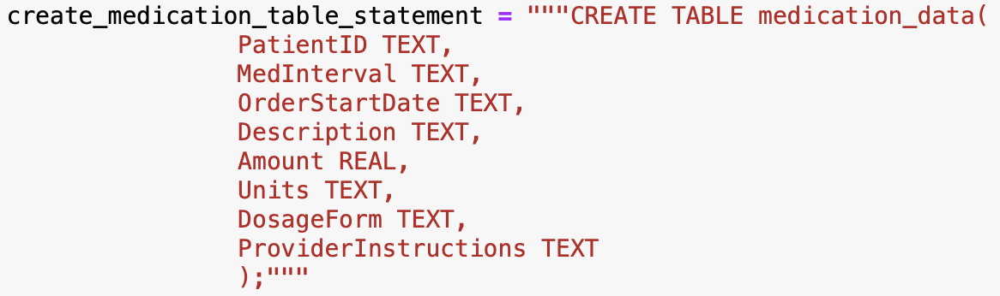 create_medication_table_statement = """CREATE TABLE medication_data(
PatientID TEXT,
MedInterval TEXT,
OrderStartDate TEXT,
Description TEXT,
Amount REAL,
Units TEXT,
DosageForm TEXT,
ProviderInstructions TEXT
);"""